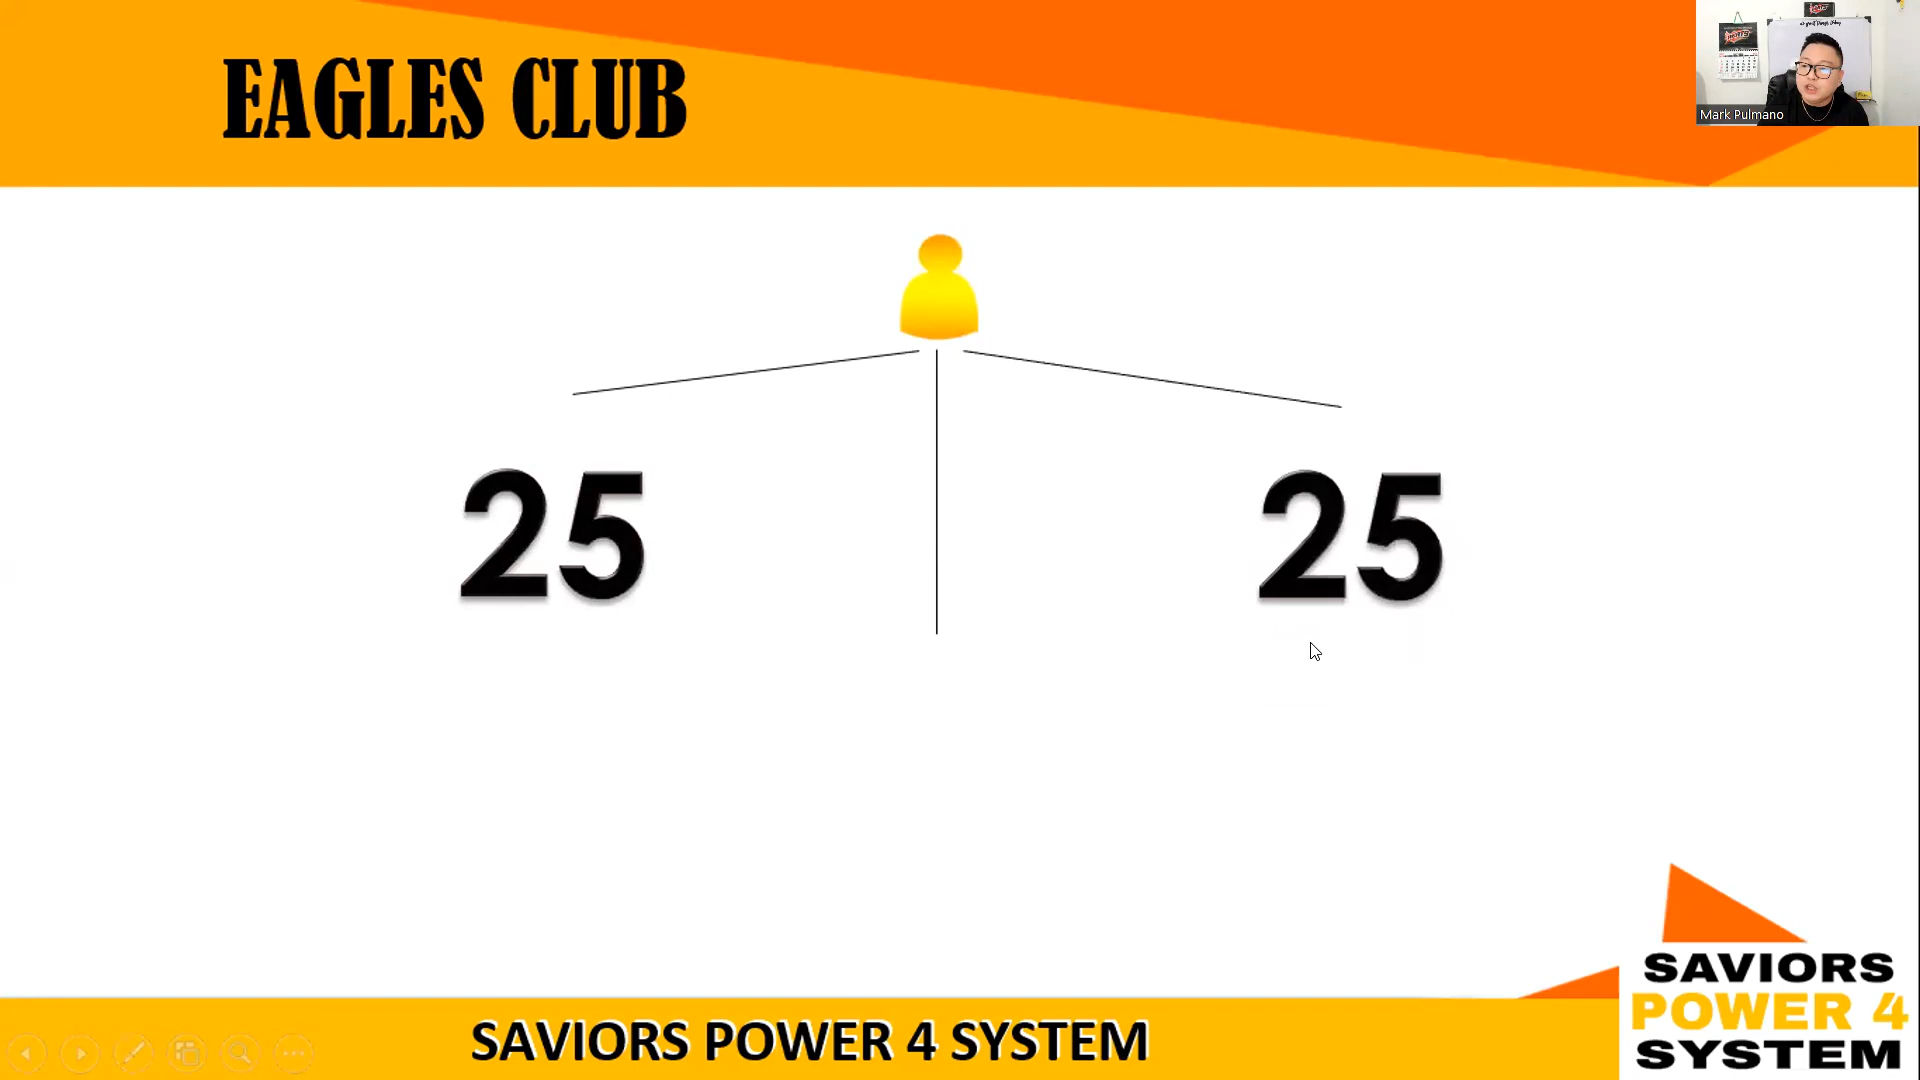 EAGLES CLUB
Mark Pulmano
25
25
SAVIORS POWER 4 SYSTEM
SAVIORS
POWER 4
SYSTEM